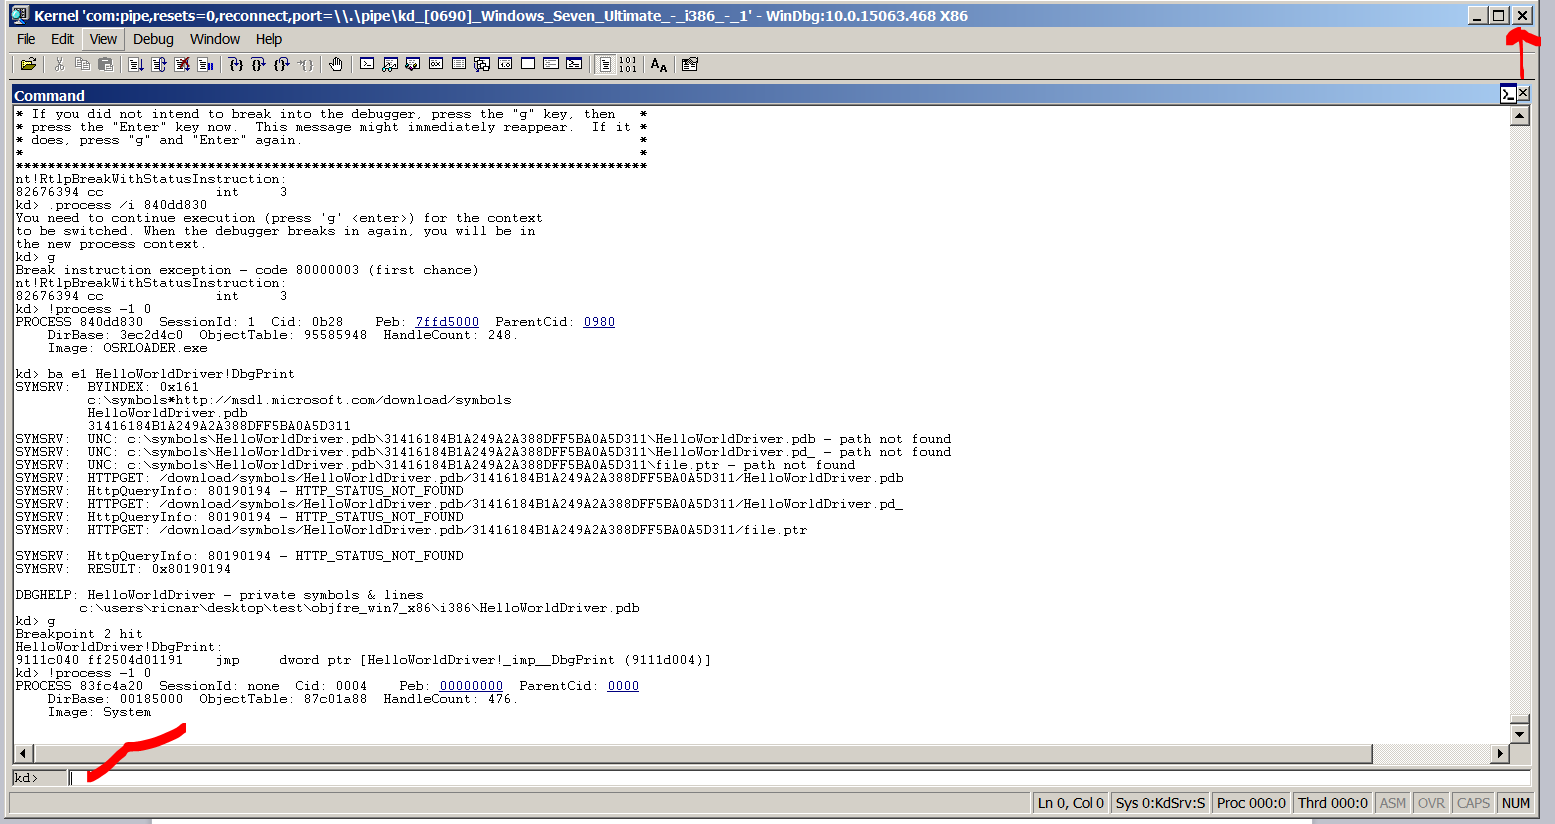 Kernel 'com:pipe,resets=0,reconnect,port=\\.\pipe\kd_[0690]_Windows_Seven_Ultimate_-_i386_-_1' - WinDbg:10.0.15063.468 X86
File Edit View Debug Window Help
101
101
AA
Command
* If you did not intend to break into the debugger, press the "g" key, then *
* press the "Enter" key now. This message might immediately reappear. If it *
* does, press "g" and "Enter" again. *
* *
*******************************************************************************
nt!RtlpBreakWithStatusInstruction:
82676394 cc int 3
kd> .process /i 840dd830
You need to continue execution (press 'g' <enter>) for the context
to be switched. When the debugger breaks in again, you will be in
the new process context.
kd> g
Break instruction exception - code 80000003 (first chance)
nt!RtlpBreakWithStatusInstruction:
82676394 cc int 3
kd> !process -1 0
PROCESS 840dd830 SessionId: 1 Cid: 0b28 Peb: 7ffd5000 ParentCid: 0980
DirBase: 3ec2d4c0 ObjectTable: 95585948 HandleCount: 248.
Image: OSRLOADER.exe
kd> ba e1 HelloWorldDriver!DbgPrint
SYMSRV: BYINDEX: 0x161
c:\symbols*http://msdl.microsoft.com/download/symbols
HelloWorldDriver.pdb
31416184B1A249A2A388DFF5BA0A5D311
SYMSRV: UNC: c:\symbols\HelloWorldDriver.pdb\31416184B1A249A2A388DFF5BA0A5D311\HelloWorldDriver.pdb - path not found
SYMSRV: UNC: c:\symbols\HelloWorldDriver.pdb\31416184B1A249A2A388DFF5BA0A5D311\HelloWorldDriver.pd_ - path not found
SYMSRV: UNC: c:\symbols\HelloWorldDriver.pdb\31416184B1A249A2A388DFF5BA0A5D311\file.ptr - path not found
SYMSRV: HTTPGET: /download/symbols/HelloWorldDriver.pdb/31416184B1A249A2A388DFF5BA0A5D311/HelloWorldDriver.pdb
SYMSRV: HttpQueryInfo: 80190194 - HTTP_STATUS_NOT_FOUND
SYMSRV: HTTPGET: /download/symbols/HelloWorldDriver.pdb/31416184B1A249A2A388DFF5BA0A5D311/HelloWorldDriver.pd_
SYMSRV: HttpQueryInfo: 80190194 - HTTP_STATUS_NOT_FOUND
SYMSRV: HTTPGET: /download/symbols/HelloWorldDriver.pdb/31416184B1A249A2A388DFF5BA0A5D311/file.ptr
SYMSRV: HttpQueryInfo: 80190194 - HTTP_STATUS_NOT_FOUND
SYMSRV: RESULT: 0x80190194
DBGHELP: HelloWorldDriver - private symbols & lines
c:\users\ricnar\desktop\test\objfre_win7_x86\i386\HelloWorldDriver.pdb
kd> g
Breakpoint 2 hit
HelloWorldDriver!DbgPrint:
9111c040 ff2504d01191 jmp dword ptr [HelloWorldDriver!_imp__DbgPrint (9111d004)]
kd> !process -1 0
PROCESS 83fc4a20 SessionId: none Cid: 0004 Peb: 00000000 ParentCid: 0000
DirBase: 00185000 ObjectTable: 87c01a88 HandleCount: 476.
Image: System
kd>
Ln 0, Col 0 Sys 0:KdSrv:S Proc 000:0 Thrd 000:0 ASM OVR CAPS NUM